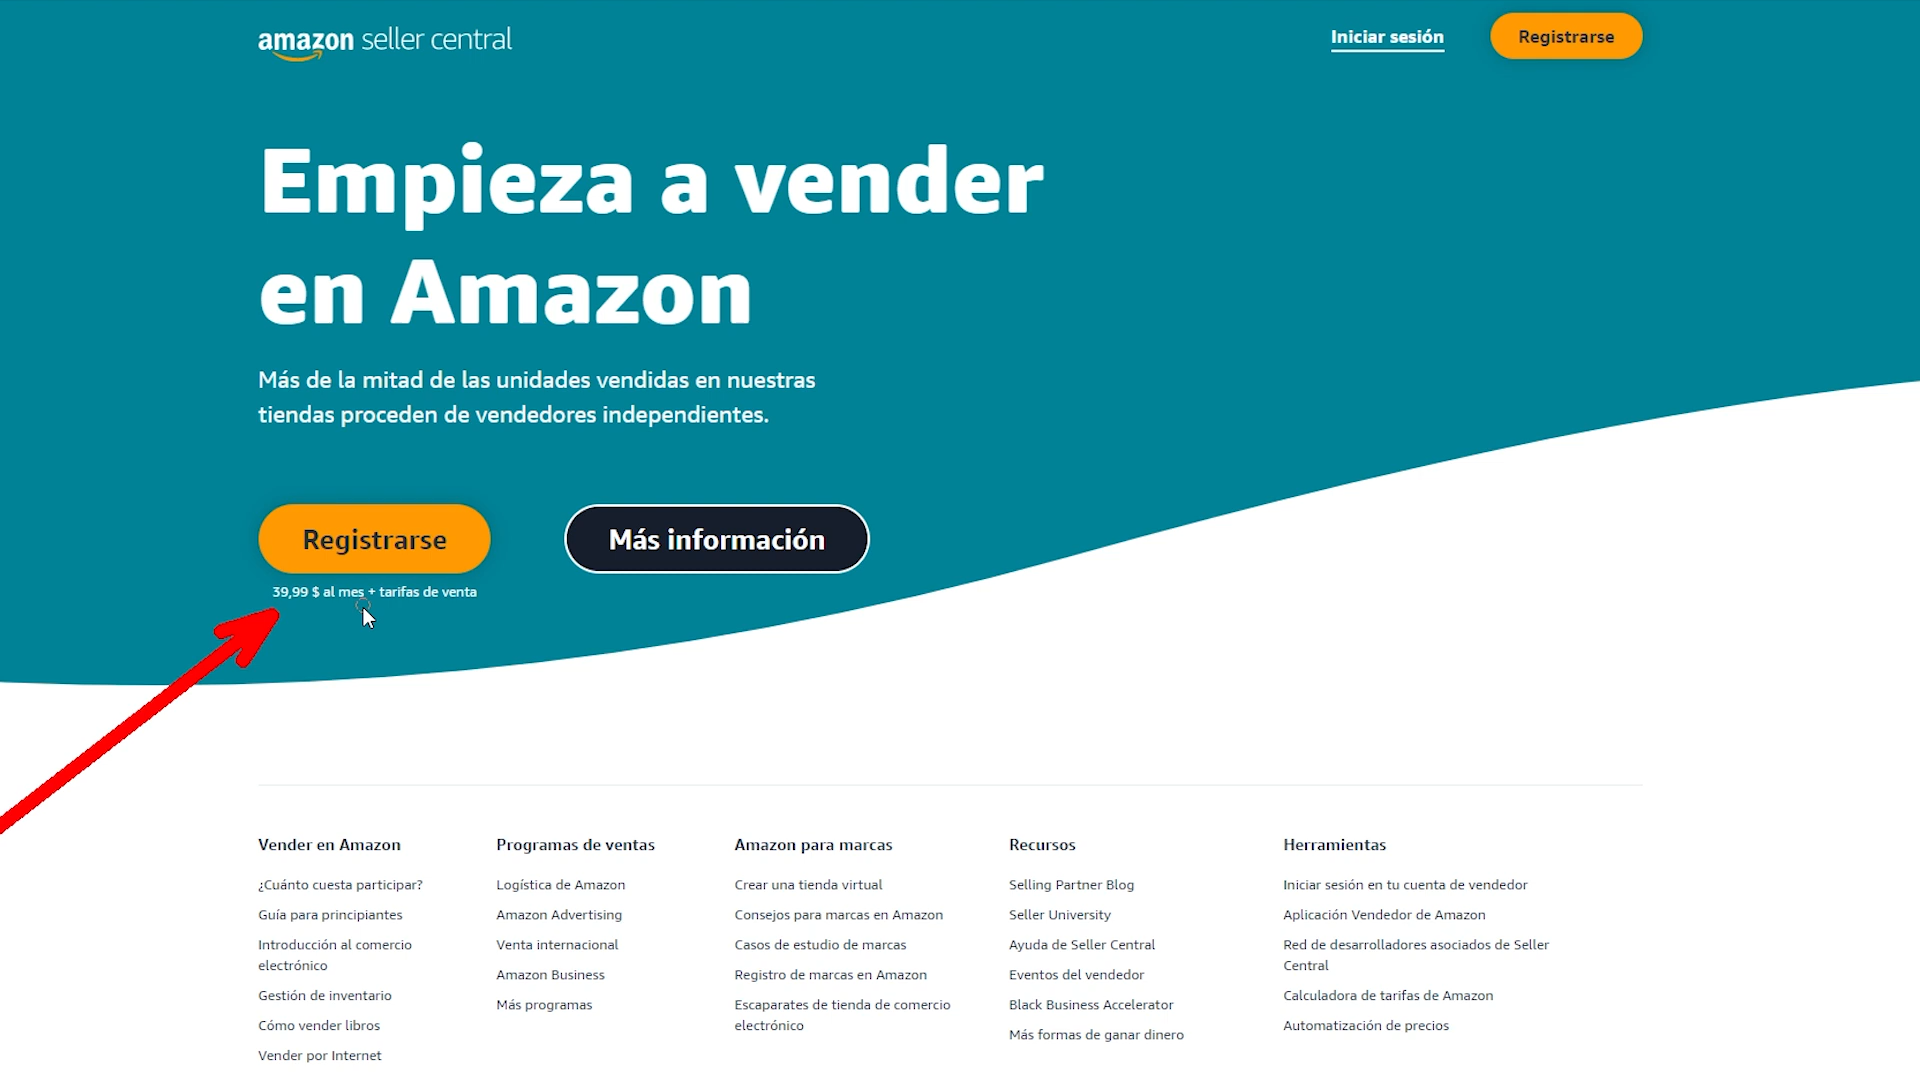 amazon seller central
Iniciar sesión
Registrarse
Empieza a vender
en Amazon
Más de la mitad de las unidades vendidas en nuestras
tiendas proceden de vendedores independientes.
Registrarse
Más información
39,99 $ al mes + tarifas de venta
Vender en Amazon
¿Cuánto cuesta participar?
Guía para principiantes
Introducción al comercio
electrónico
Gestión de inventario
Cómo vender libros
Vender por Internet
Programas de ventas
Logística de Amazon
Amazon Advertising
Venta internacional
Amazon Business
Más programas
Amazon para marcas
Crear una tienda virtual
Consejos para marcas en Amazon
Casos de estudio de marcas
Registro de marcas en Amazon
Escaparates de tienda de comercio
electrónico
Recursos
Selling Partner Blog
Seller University
Ayuda de Seller Central
Eventos del vendedor
Black Business Accelerator
Más formas de ganar dinero
Herramientas
Iniciar sesión en tu cuenta de vendedor
Aplicación Vendedor de Amazon
Red de desarrolladores asociados de Seller
Central
Calculadora de tarifas de Amazon
Automatización de precios